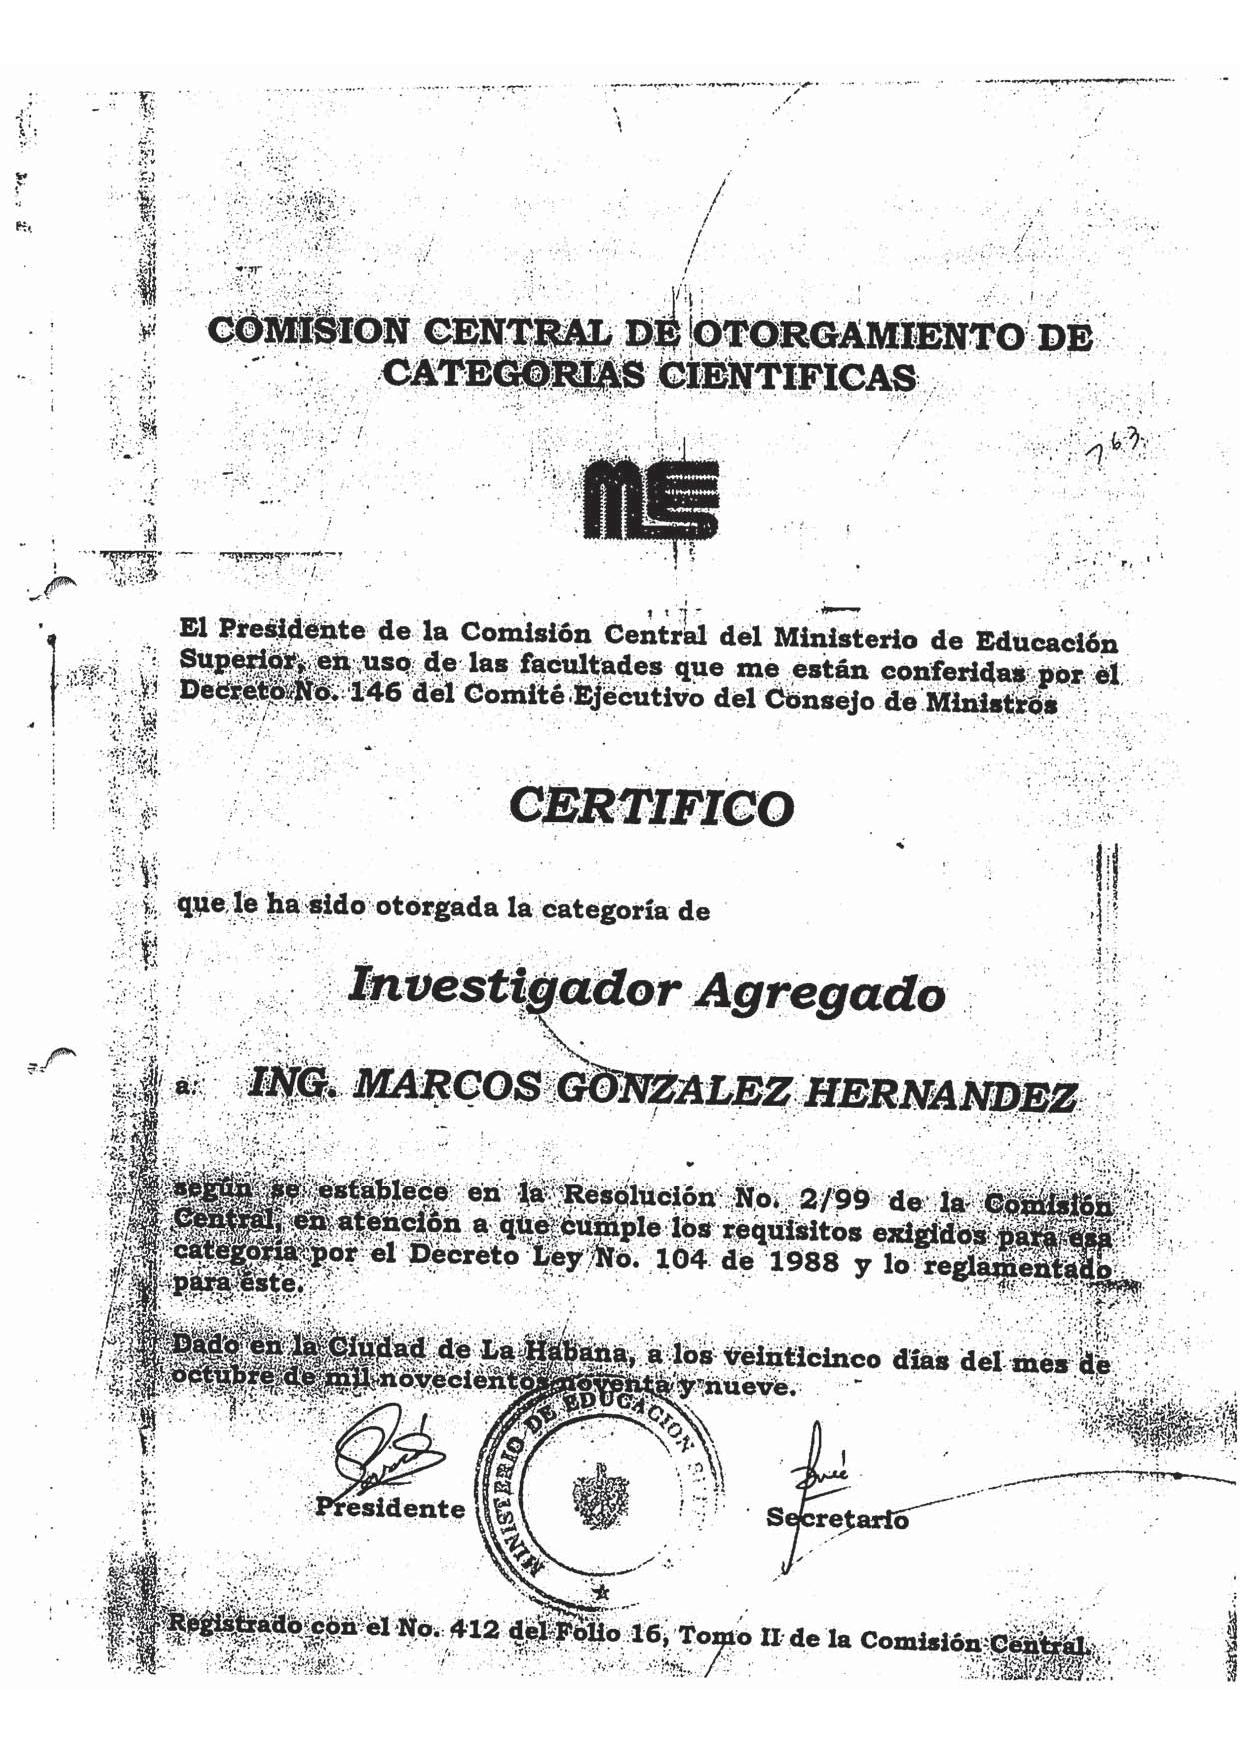 COMISION CENTRAL DE OTORGAMIENTO DE
CATEGORIAS CIENTIFICAS
763
MES
El Presidente de la Comisión Central del Ministerio de Educación
Superior, en uso de las facultades que me están conferidas por el
Decreto No. 146 del Comité Ejecutivo del Consejo de Ministros
CERTIFICO
que le ha sido otorgada la categoría de
Investigador Agregado
a: ING. MARCOS GONZALEZ HERNANDEZ
según se establece en la Resolución No. 2/99 de la Comisión
Central, en atención a que cumple los requisitos exigidos para esa
categoría por el Decreto Ley No. 104 de 1988 y lo reglamentado
para éste.
Dado en la Ciudad de La Habana, a los veinticinco días del mes de
octubre de mil novecientos noventa y nueve.
MINISTERIO DE EDUCACION
Presidente
Secretario
Registrado con el No. 412 del Folio 16, Tomo II de la Comisión Central.